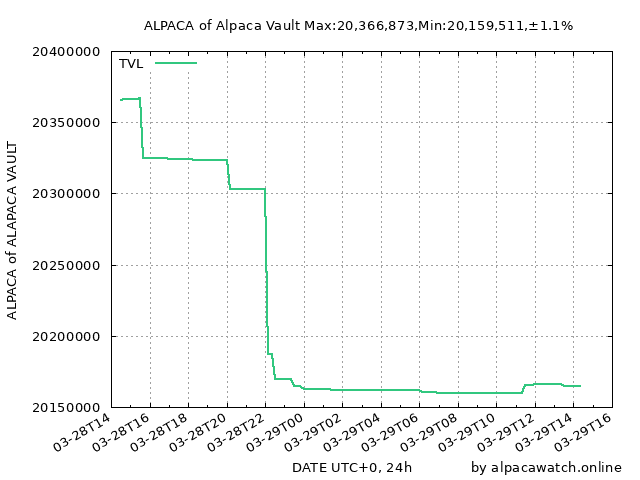 ALPACA of Alpaca Vault Max:20,366,873,Min:20,159,511,±1.1%
TVL
ALPACA of ALAPACA VAULT
20400000
20350000
20300000
20250000
20200000
20150000
03-28T14
03-28T16
03-28T18
03-28T20
03-28T22
03-29T00
03-29T02
03-29T04
03-29T06
03-29T08
03-29T10
03-29T12
03-29T14
03-29T16
DATE UTC+0, 24h
by alpacawatch.online